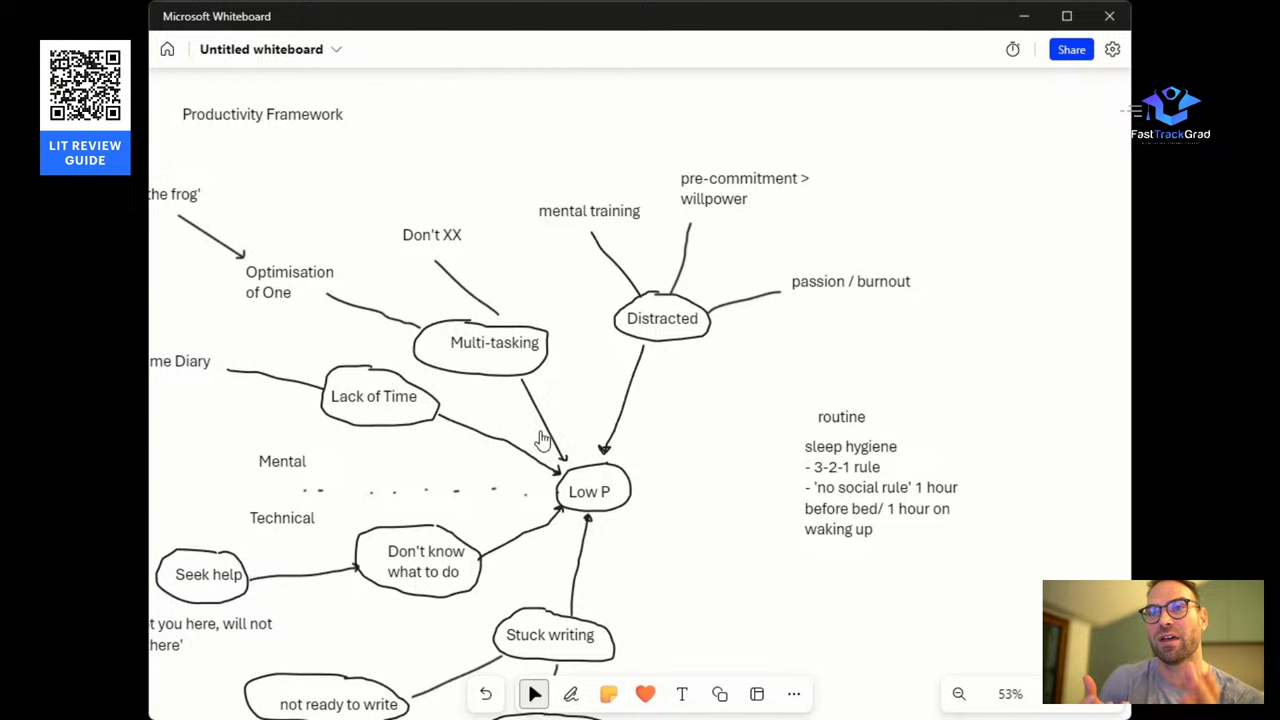 Microsoft Whiteboard
Untitled whiteboard
Share
LIT REVIEW
GUIDE
FastTrackGrad
Productivity Framework
the frog'
pre-commitment >
willpower
mental training
Don't XX
Optimisation
of One
passion / burnout
Distracted
Multi-tasking
me Diary
Lack of Time
routine
sleep hygiene
- 3-2-1 rule
- 'no social rule' 1 hour
before bed/ 1 hour on
waking up
Mental
Low P
Technical
Don't know
what to do
Seek help
t you here, will not
here'
Stuck writing
not ready to write
53%